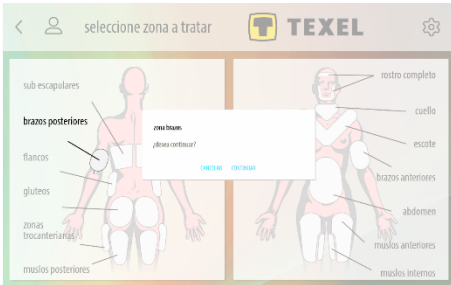 seleccione zona a tratar
TEXEL
sub escapulares
brazos posteriores
flancos
gluteos
zonas
trocanterianas
muslos posteriores
zona brazos
¿desea continuar?
CANCELAR CONTINUAR
rostro completo
cuello
escote
brazos anteriores
abdomen
muslos anteriores
muslos internos